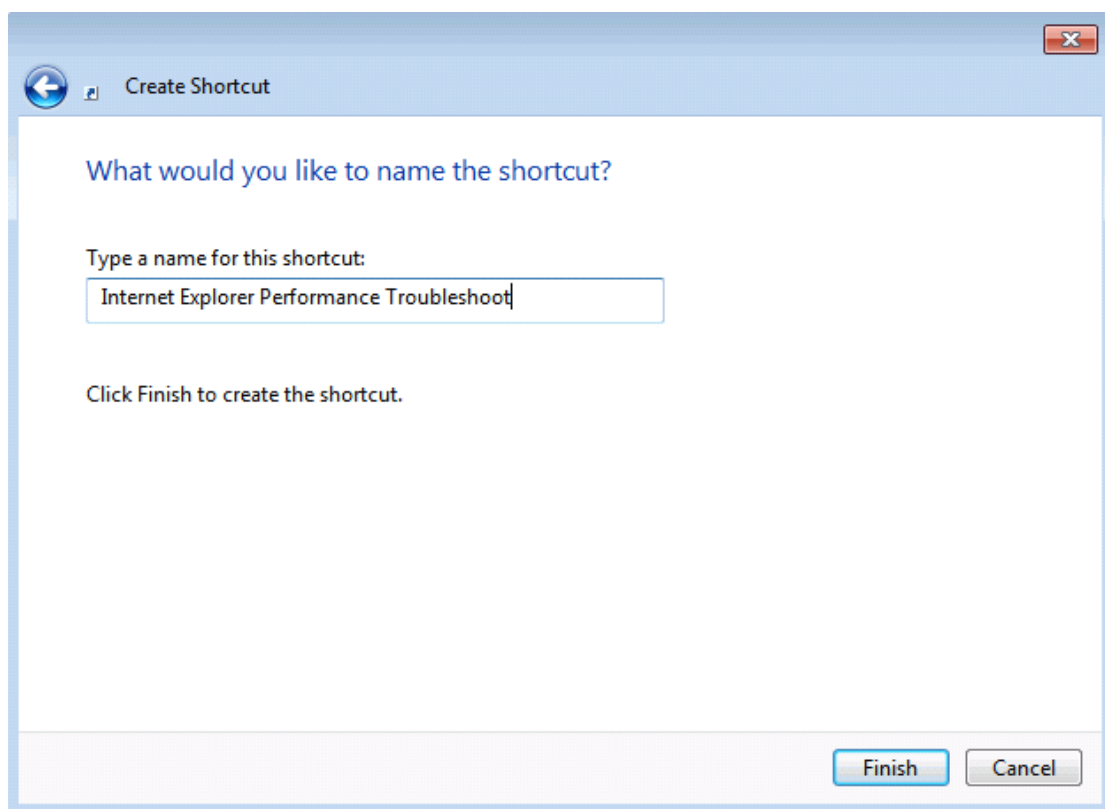 Create Shortcut
What would you like to name the shortcut?
Type a name for this shortcut:
Internet Explorer Performance Troubleshoot
Click Finish to create the shortcut.
Finish
Cancel